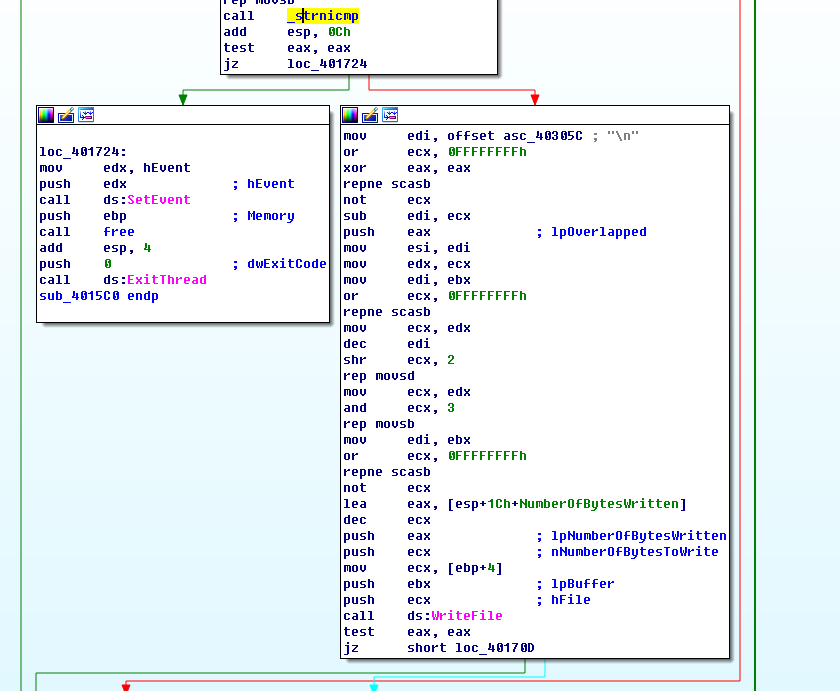 rep movsb
call _strnicmp
add esp, 0Ch
test eax, eax
jz loc_401724
loc_401724:
mov edx, hEvent
push edx ; hEvent
call ds:SetEvent
push ebp ; Memory
call free
add esp, 4
push 0 ; dwExitCode
call ds:ExitThread
sub_4015C0 endp
mov edi, offset asc_40305C ; "\n"
or ecx, 0FFFFFFFFh
xor eax, eax
repne scasb
not ecx
sub edi, ecx
push eax ; lpOverlapped
mov esi, edi
mov edx, ecx
mov edi, ebx
or ecx, 0FFFFFFFFh
repne scasb
mov ecx, edx
dec edi
shr ecx, 2
rep movsd
mov ecx, edx
and ecx, 3
rep movsb
mov edi, ebx
or ecx, 0FFFFFFFFh
repne scasb
not ecx
lea eax, [esp+1Ch+NumberOfBytesWritten]
dec ecx
push eax ; lpNumberOfBytesWritten
push ecx ; nNumberOfBytesToWrite
mov ecx, [ebp+4]
push ebx ; lpBuffer
push ecx ; hFile
call ds:WriteFile
test eax, eax
jz short loc_40170D